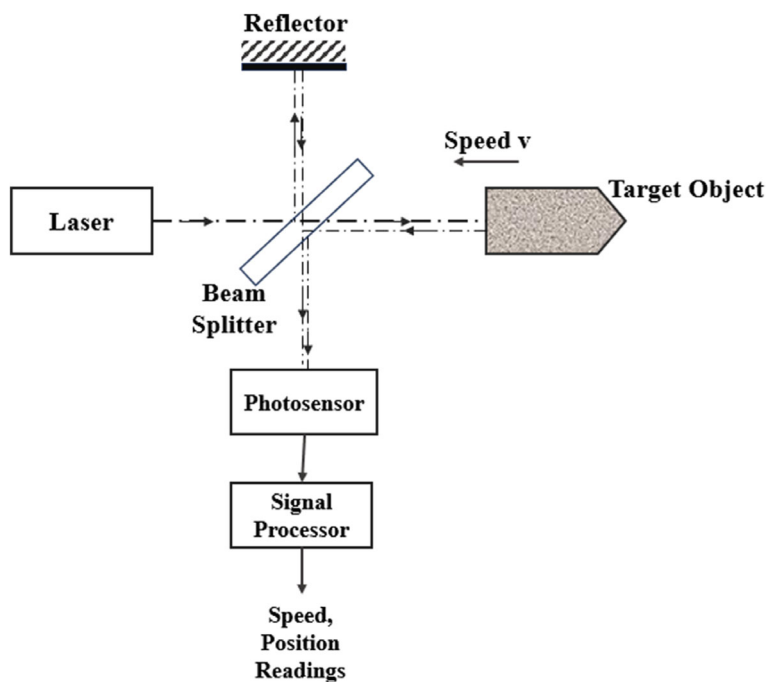 Reflector
Speed v
Target Object
Laser
Beam
Splitter
Photosensor
Signal
Processor
Speed,
Position
Readings